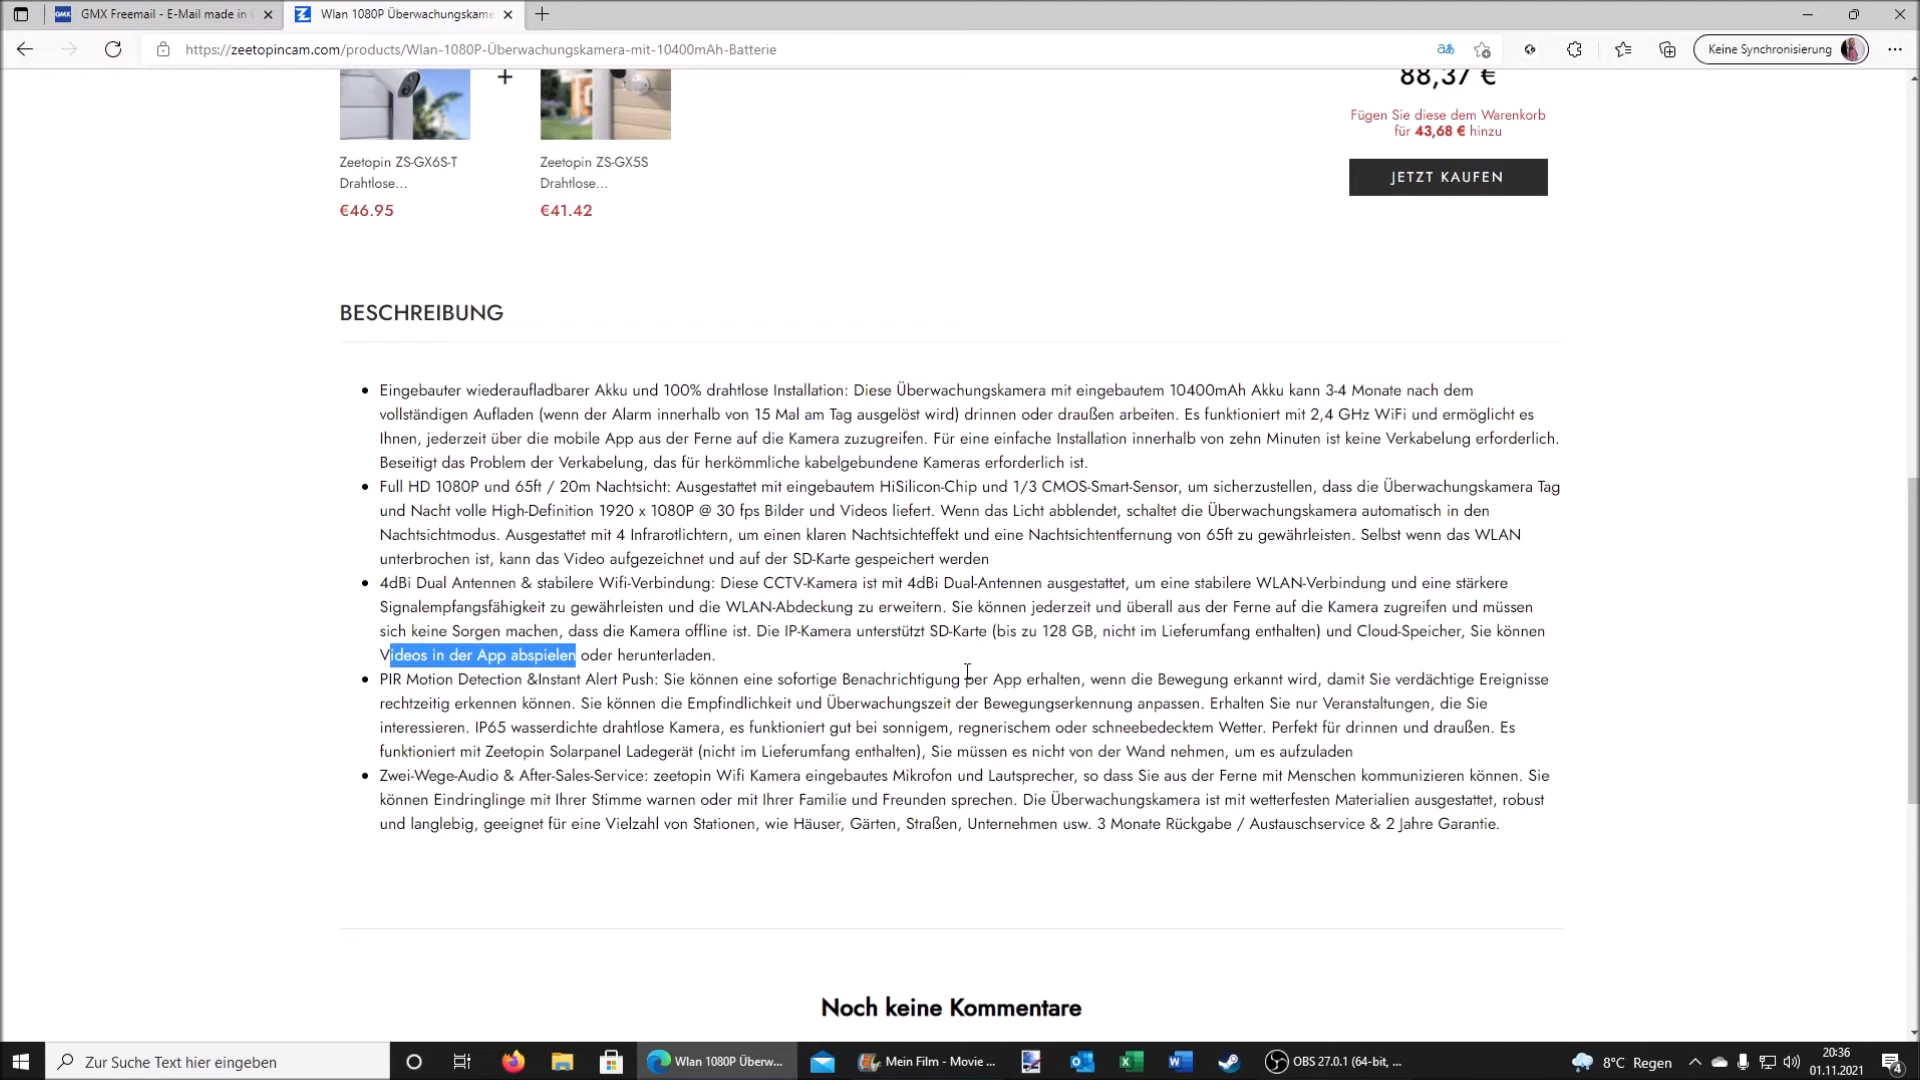 GMX Freemail - E-Mail made in
Wlan 1080P Überwachungskame
https://zeetopincam.com/products/Wlan-1080P-Überwachungskamera-mit-10400mAh-Batterie
Keine Synchronisierung
+
88,37 €
Fügen Sie diese dem Warenkorb
für 43,68 € hinzu
JETZT KAUFEN
Zeetopin ZS-GX6S-T
Drahtlose...
€46.95
Zeetopin ZS-GX5S
Drahtlose...
€41.42
BESCHREIBUNG
Eingebauter wiederaufladbarer Akku und 100% drahtlose Installation: Diese Überwachungskamera mit eingebautem 10400mAh Akku kann 3-4 Monate nach dem
vollständigen Aufladen (wenn der Alarm innerhalb von 15 Mal am Tag ausgelöst wird) drinnen oder draußen arbeiten. Es funktioniert mit 2,4 GHz WiFi und ermöglicht es
Ihnen, jederzeit über die mobile App aus der Ferne auf die Kamera zuzugreifen. Für eine einfache Installation innerhalb von zehn Minuten ist keine Verkabelung erforderlich.
Beseitigt das Problem der Verkabelung, das für herkömmliche kabelgebundene Kameras erforderlich ist.
Full HD 1080P und 65ft / 20m Nachtsicht: Ausgestattet mit eingebautem HiSilicon-Chip und 1/3 CMOS-Smart-Sensor, um sicherzustellen, dass die Überwachungskamera Tag
und Nacht volle High-Definition 1920 x 1080P @ 30 fps Bilder und Videos liefert. Wenn das Licht abblendet, schaltet die Überwachungskamera automatisch in den
Nachtsichtmodus. Ausgestattet mit 4 Infrarotlichtern, um einen klaren Nachtsichteffekt und eine Nachtsichtentfernung von 65ft zu gewährleisten. Selbst wenn das WLAN
unterbrochen ist, kann das Video aufgezeichnet und auf der SD-Karte gespeichert werden
4dBi Dual Antennen & stabilere Wifi-Verbindung: Diese CCTV-Kamera ist mit 4dBi Dual-Antennen ausgestattet, um eine stabilere WLAN-Verbindung und eine stärkere
Signalempfangsfähigkeit zu gewährleisten und die WLAN-Abdeckung zu erweitern. Sie können jederzeit und überall aus der Ferne auf die Kamera zugreifen und müssen
sich keine Sorgen machen, dass die Kamera offline ist. Die IP-Kamera unterstützt SD-Karte (bis zu 128 GB, nicht im Lieferumfang enthalten) und Cloud-Speicher, Sie können
Videos in der App abspielen oder herunterladen.
PIR Motion Detection &Instant Alert Push: Sie können eine sofortige Benachrichtigung per App erhalten, wenn die Bewegung erkannt wird, damit Sie verdächtige Ereignisse
rechtzeitig erkennen können. Sie können die Empfindlichkeit und Überwachungszeit der Bewegungserkennung anpassen. Erhalten Sie nur Veranstaltungen, die Sie
interessieren. IP65 wasserdichte drahtlose Kamera, es funktioniert gut bei sonnigem, regnerischem oder schneebedecktem Wetter. Perfekt für drinnen und draußen. Es
funktioniert mit Zeetopin Solarpanel Ladegerät (nicht im Lieferumfang enthalten), Sie müssen es nicht von der Wand nehmen, um es aufzuladen
Zwei-Wege-Audio & After-Sales-Service: zeetopin Wifi Kamera eingebautes Mikrofon und Lautsprecher, so dass Sie aus der Ferne mit Menschen kommunizieren können. Sie
können Eindringlinge mit Ihrer Stimme warnen oder mit Ihrer Familie und Freunden sprechen. Die Überwachungskamera ist mit wetterfesten Materialien ausgestattet, robust
und langlebig, geeignet für eine Vielzahl von Stationen, wie Häuser, Gärten, Straßen, Unternehmen usw. 3 Monate Rückgabe / Austauschservice & 2 Jahre Garantie.
Noch keine Kommentare
Zur Suche Text hier eingeben
Wlan 1080P Überw...
Mein Film - Movie ...
OBS 27.0.1 (64-bit, ...
8°C Regen
20:36
01.11.2021
4